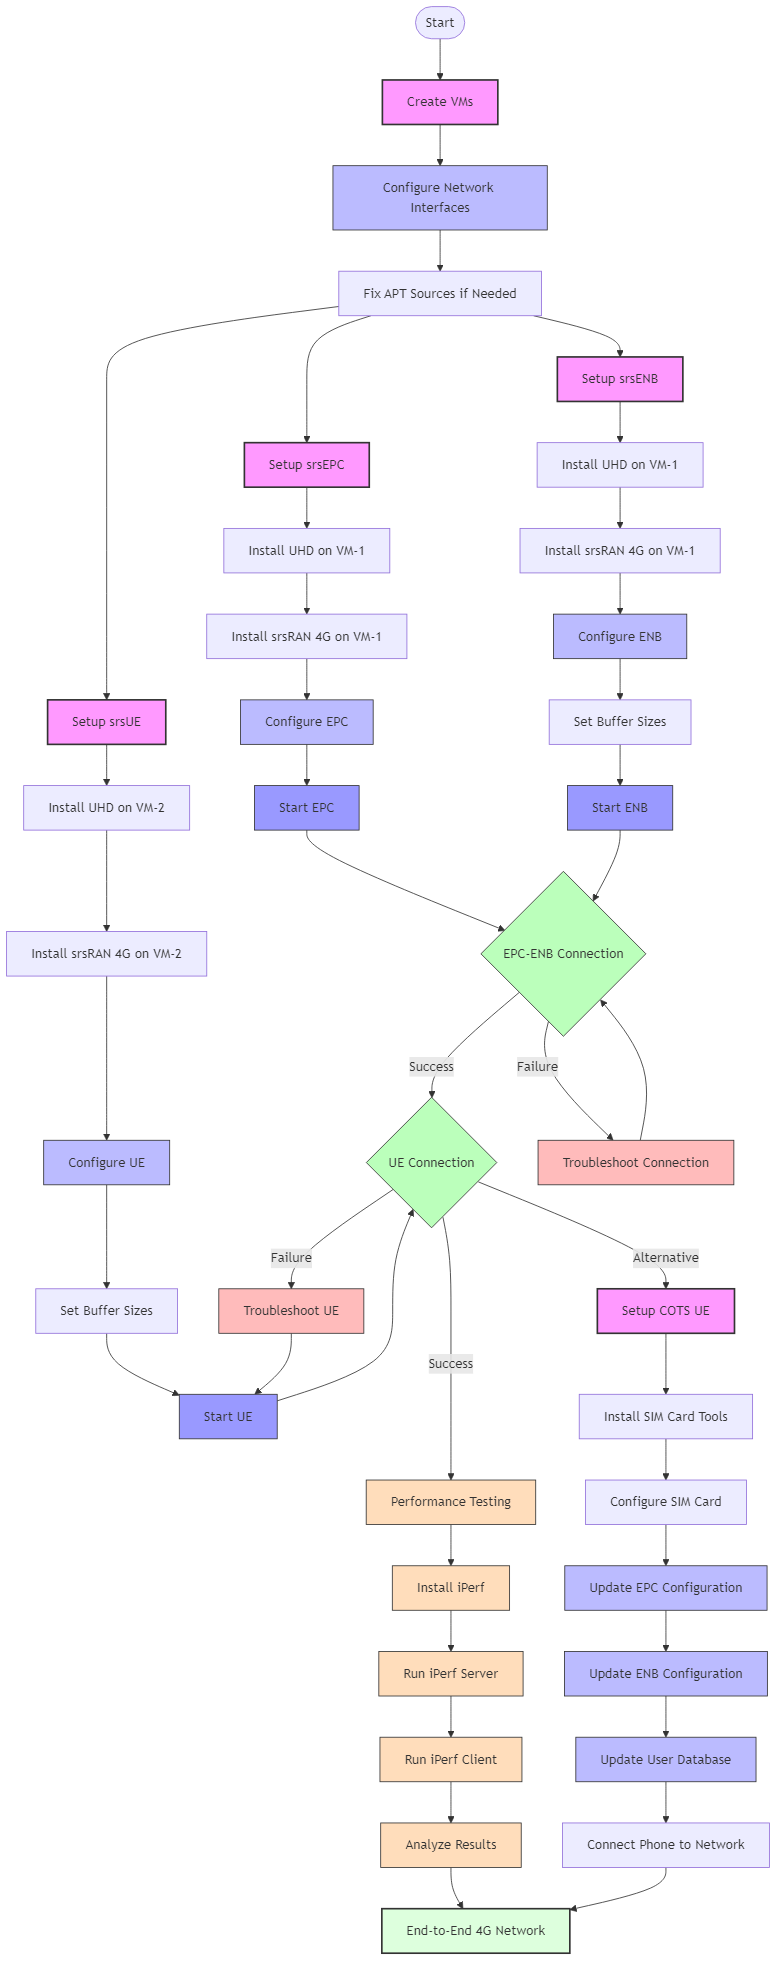 Start
Create VMs
Configure Network
Interfaces
Fix APT Sources if Needed
Setup srsENB
Setup srsEPC
Install UHD on VM-1
Install UHD on VM-1
Install srsRAN 4G on VM-1
Install srsRAN 4G on VM-1
Configure ENB
Setup srsUE
Configure EPC
Set Buffer Sizes
Install UHD on VM-2
Start EPC
Start ENB
Install srsRAN 4G on VM-2
EPC-ENB Connection
Success
Failure
Configure UE
UE Connection
Troubleshoot Connection
Failure
Alternative
Set Buffer Sizes
Troubleshoot UE
Setup COTS UE
Success
Start UE
Install SIM Card Tools
Performance Testing
Configure SIM Card
Install iPerf
Update EPC Configuration
Run iPerf Server
Update ENB Configuration
Run iPerf Client
Update User Database
Analyze Results
Connect Phone to Network
End-to-End 4G Network